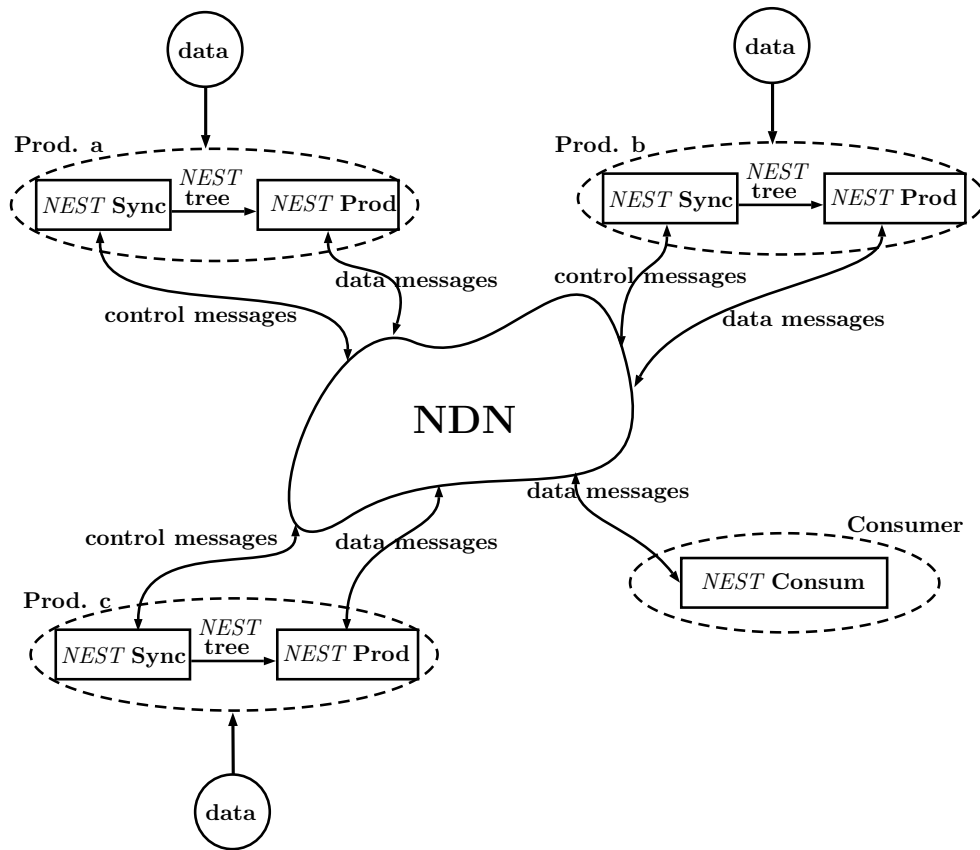 data
data
Prod. a
Prod. b
NEST
tree
NEST Sync
NEST Prod
NEST
tree
NEST Sync
NEST Prod
control messages
data messages
control messages
data messages
NDN
data messages
control messages
data messages
Consumer
NEST Consum
Prod. c
NEST
tree
NEST Sync
NEST Prod
data